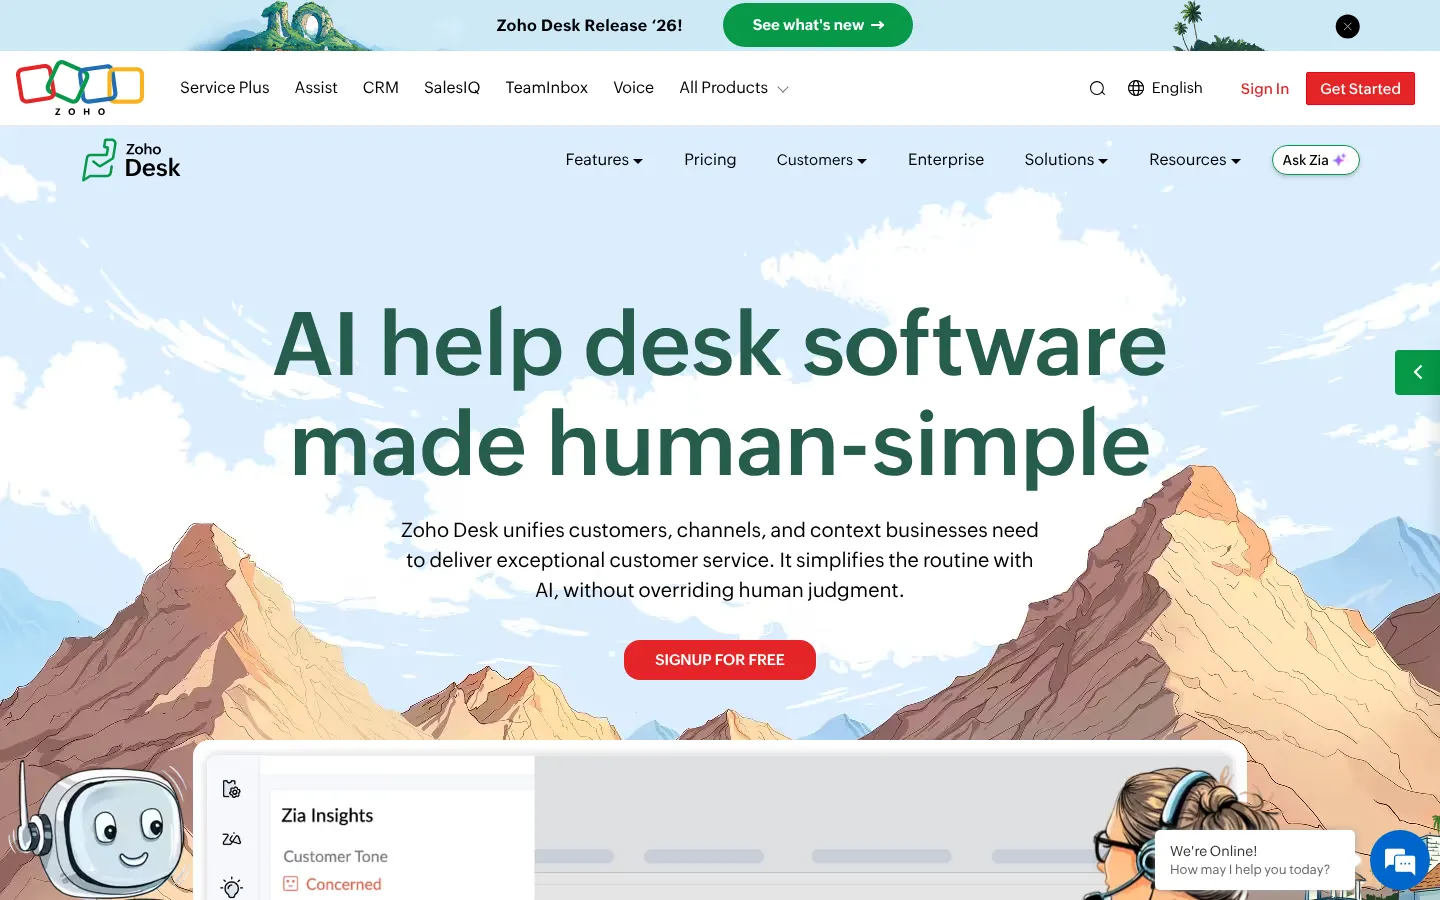 10
Zoho Desk Release ‘26!
See what's new →
ZOHO
Service Plus
Assist
CRM
SalesIQ
TeamInbox
Voice
All Products
English
Sign In
Get Started
Zoho
Desk
Features
Pricing
Customers
Enterprise
Solutions
Resources
Ask Zia
AI help desk software
made human-simple
Zoho Desk unifies customers, channels, and context businesses need
to deliver exceptional customer service. It simplifies the routine with
AI, without overriding human judgment.
SIGNUP FOR FREE
Zia Insights
Customer Tone
Concerned
We're Online!
How may I help you today?